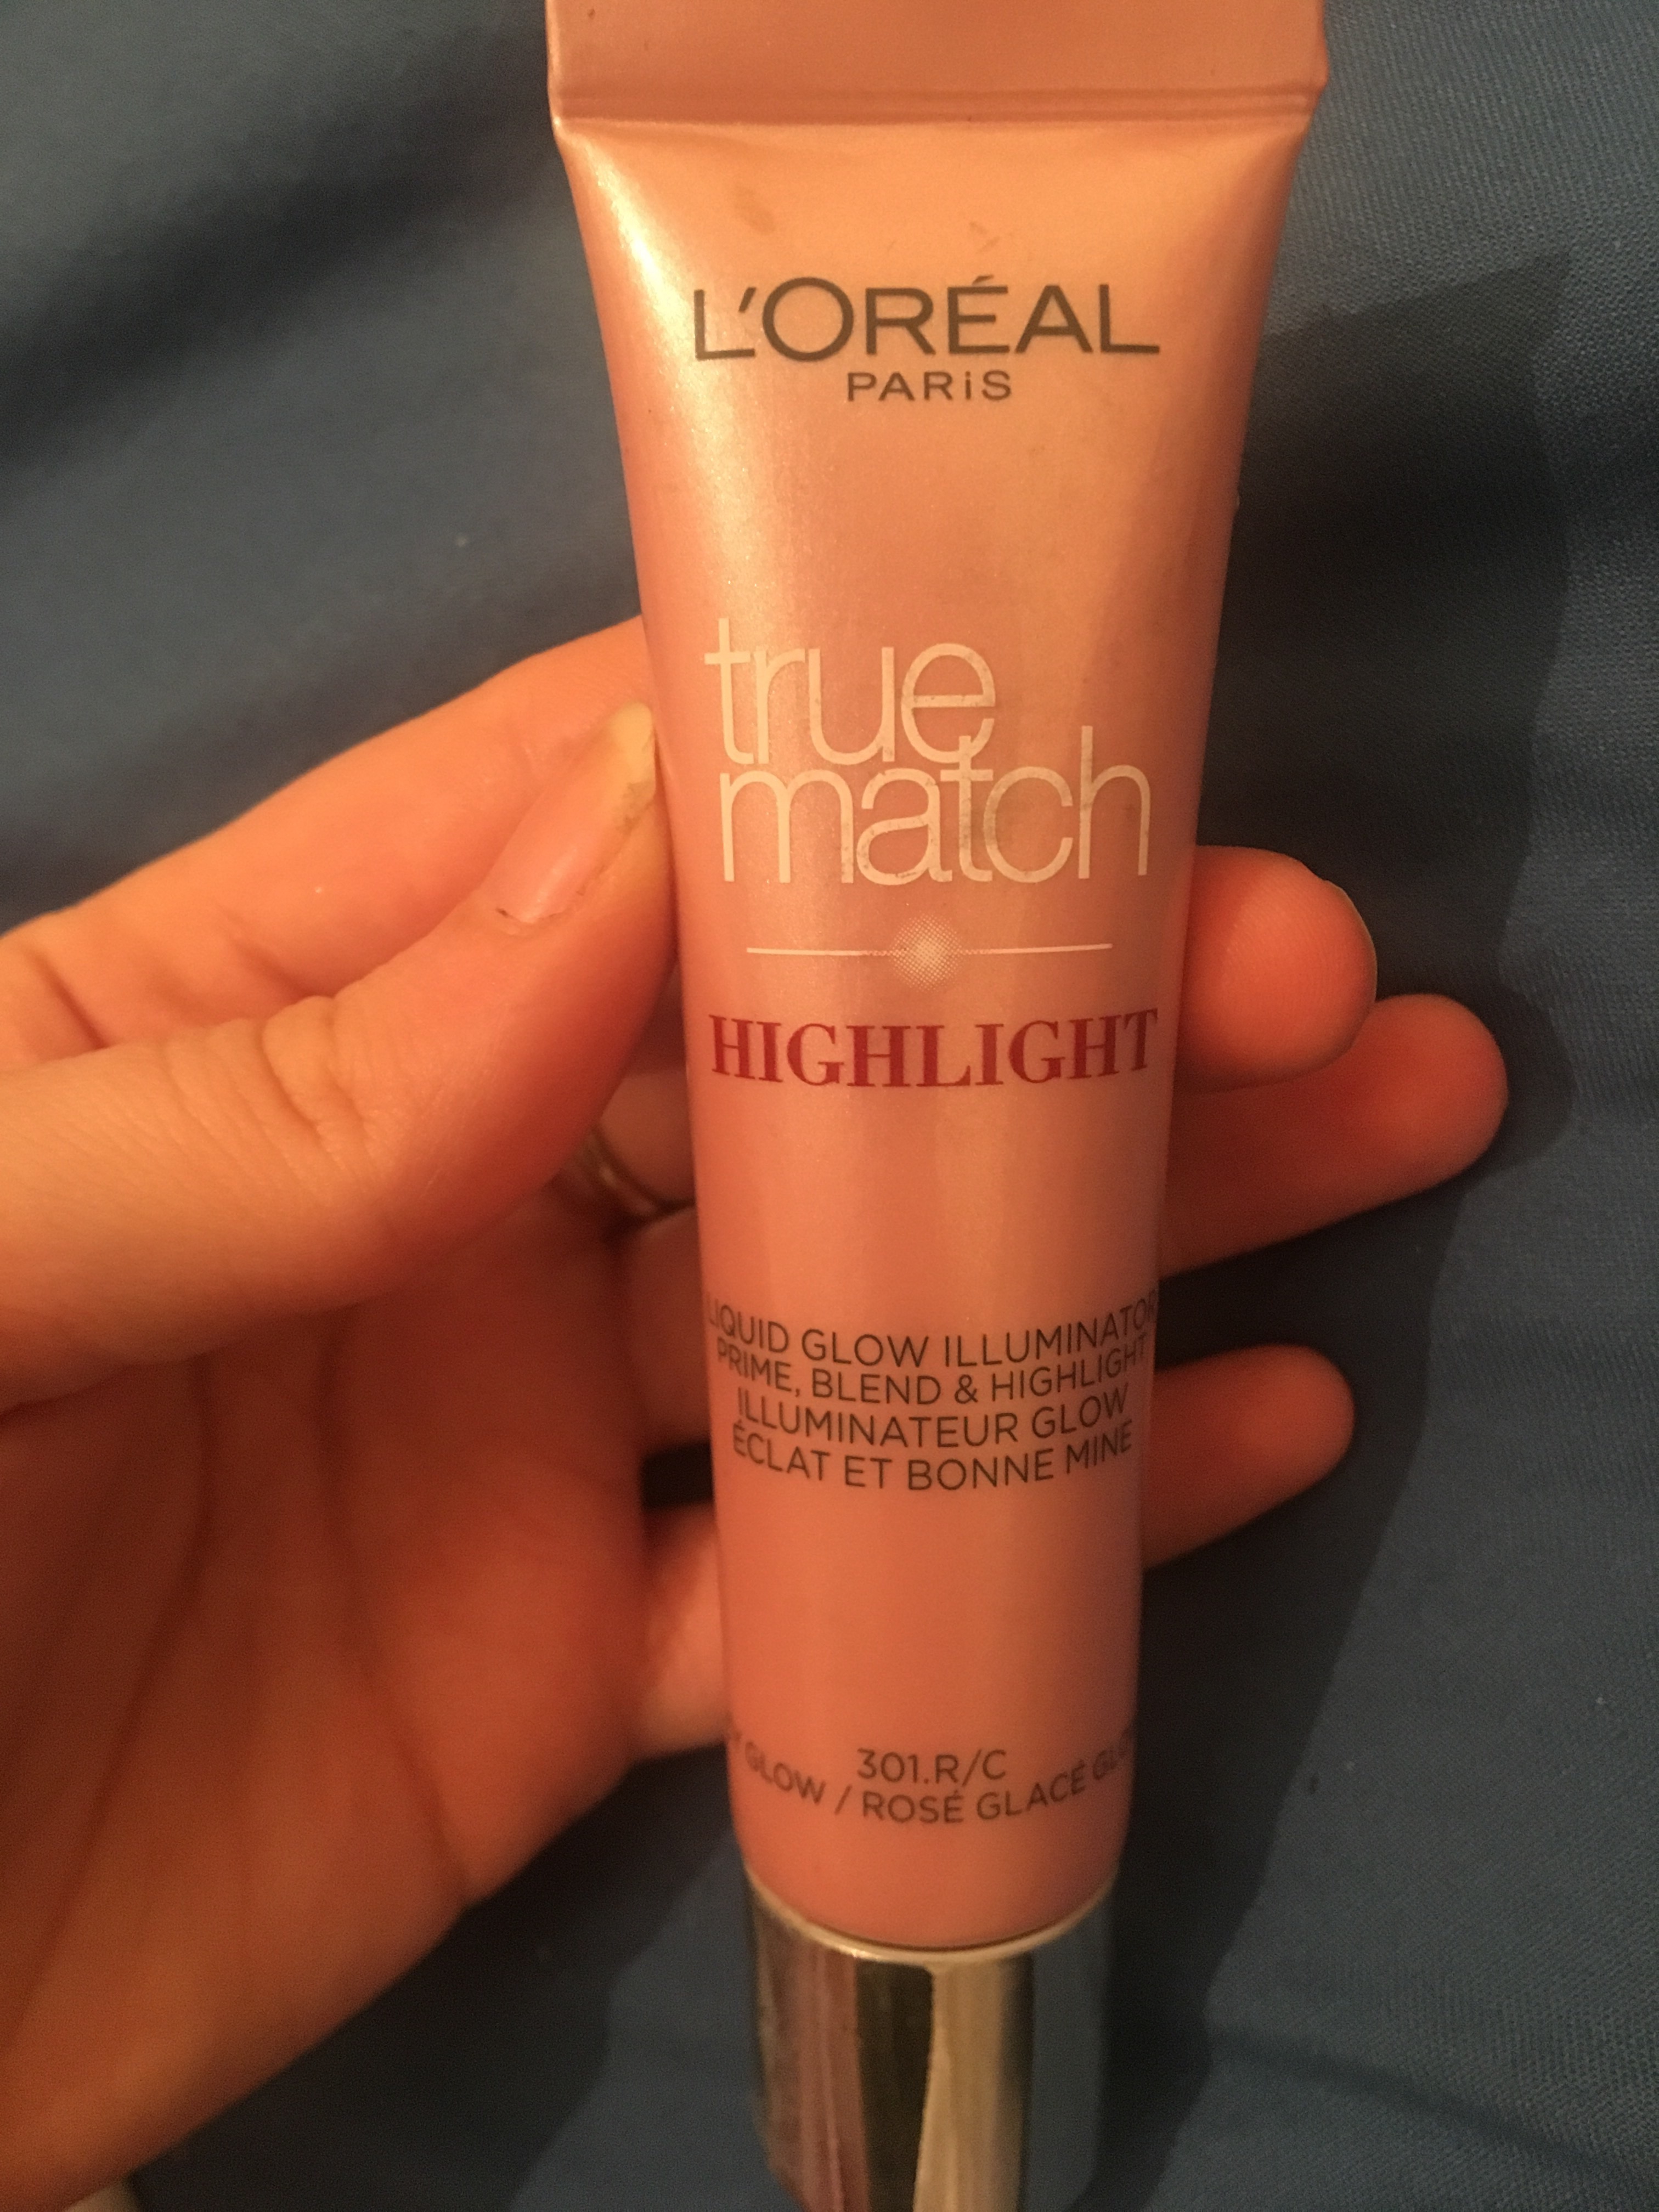 L'ORÉAL
PARiS
true
match
HIGHLIGHT
LIQUID GLOW ILLUMINATOR
PRIME, BLEND & HIGHLIGHT
ILLUMINATEUR GLOW
ÉCLAT ET BONNE MINE
301.R/C
GLOW / ROSÉ GLACÉ